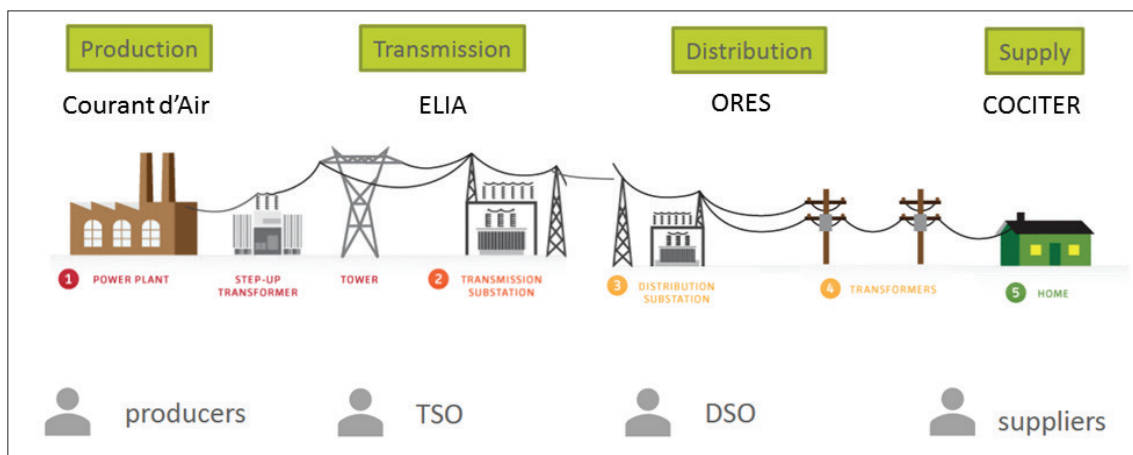 Production
Transmission
Distribution
Supply
Courant d'Air
ELIA
ORES
COCITER
1 POWER PLANT
STEP-UP
TRANSFORMER
TOWER
2 TRANSMISSION
SUBSTATION
3 DISTRIBUTION
SUBSTATION
4 TRANSFORMERS
5 HOME
producers
TSO
DSO
suppliers